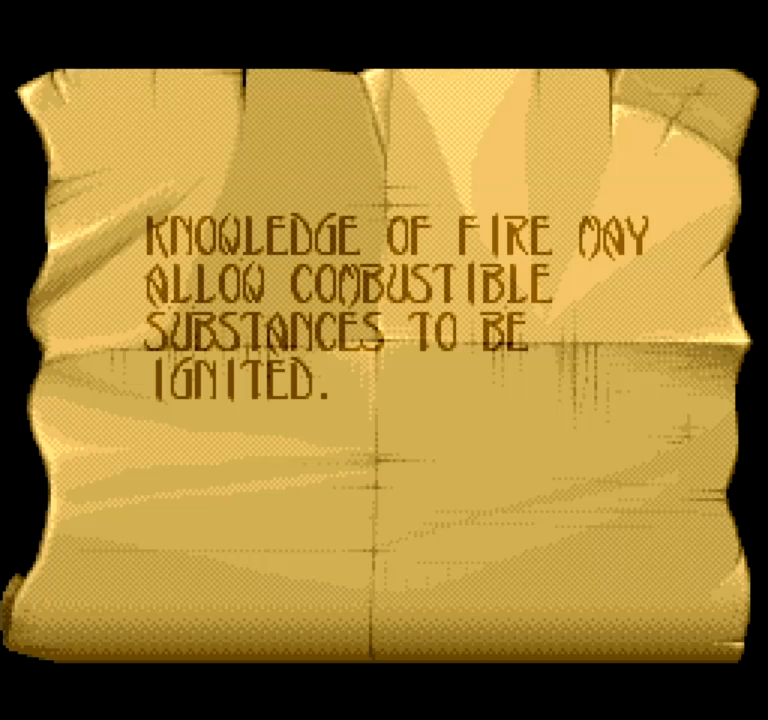 KNOWLEDGE OF FIRE MAY
ALLOW COMBUSTIBLE
SUBSTANCES TO BE
IGNITED.